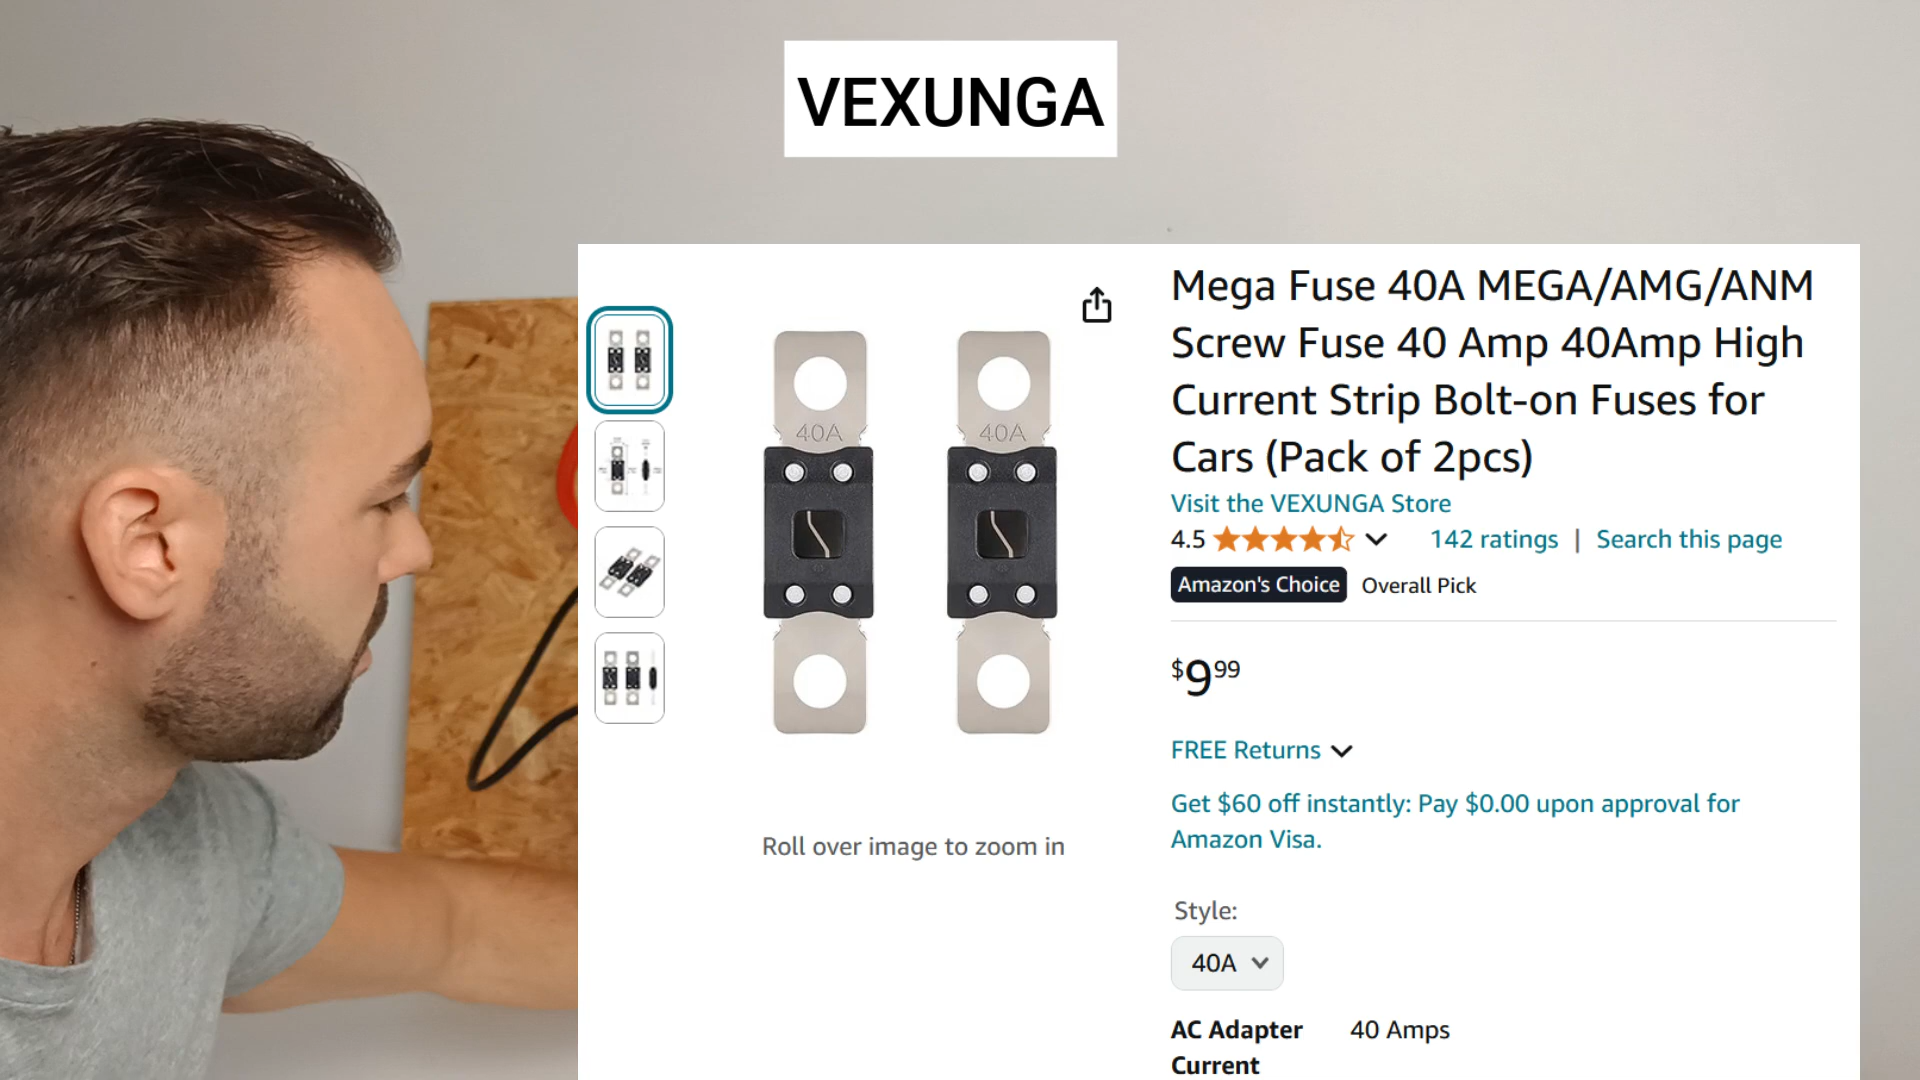 VEXUNGA
40A
40A
Mega Fuse 40A MEGA/AMG/ANM
Screw Fuse 40 Amp 40Amp High
Current Strip Bolt-on Fuses for
Cars (Pack of 2pcs)
Visit the VEXUNGA Store
4.5 142 ratings | Search this page
Amazon's Choice Overall Pick
$999
FREE Returns
Get $60 off instantly: Pay $0.00 upon approval for
Amazon Visa.
Roll over image to zoom in
Style:
40A
AC Adapter 40 Amps
Current